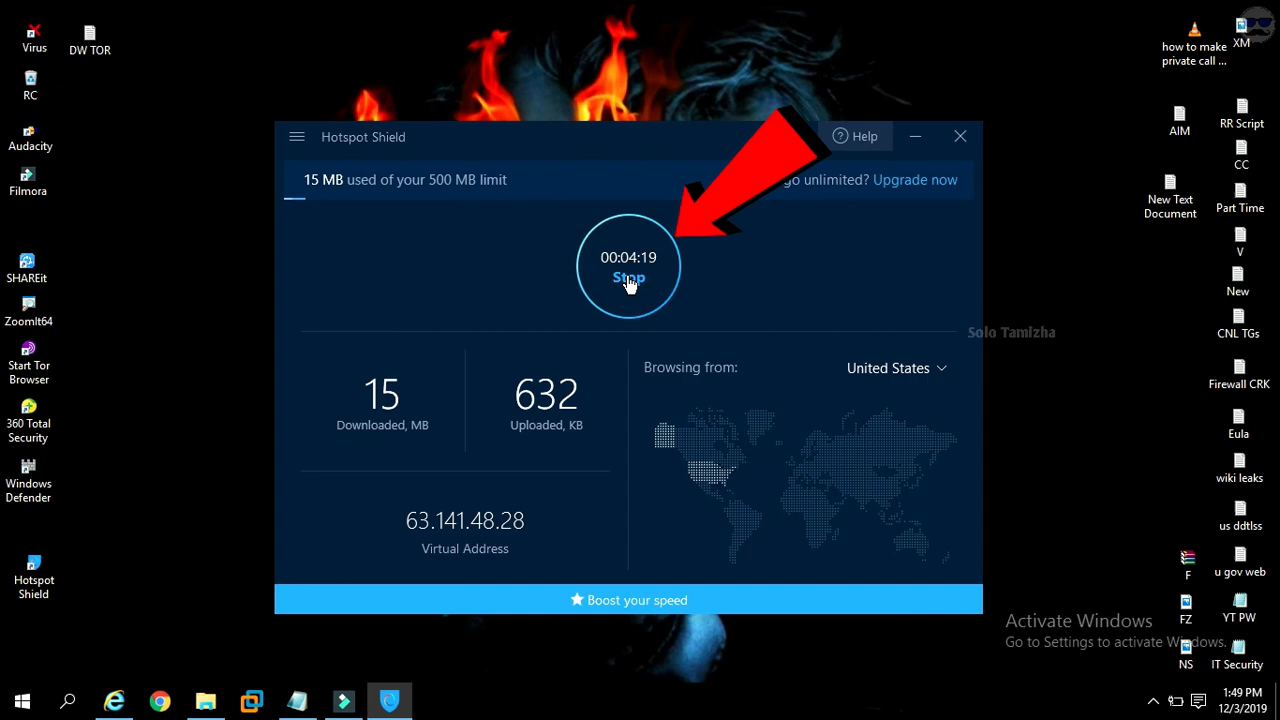 Virus
DW TOR
RC
Audacity
Filmora
SHAREit
ZoomIt64
Start Tor
Browser
360 Total
Security
Windows
Defender
Hotspot
Shield
Hotspot Shield
? Help
15 MB used of your 500 MB limit
go unlimited? Upgrade now
00:04:19
Stop
15
Downloaded, MB
632
Uploaded, KB
Browsing from:
United States
63.141.48.28
Virtual Address
Boost your speed
Solo Tamizha
how to make
private call ...
XM
AIM
RR Script
CC
New Text
Document
Part Time
V
New
CNL TGs
Firewall CRK
Eula
wiki leaks
us ddtlss
F
u gov web
FZ
YT PW
NS
IT Security
Activate Windows
Go to Settings to activate Windows.
1:49 PM
12/3/2019